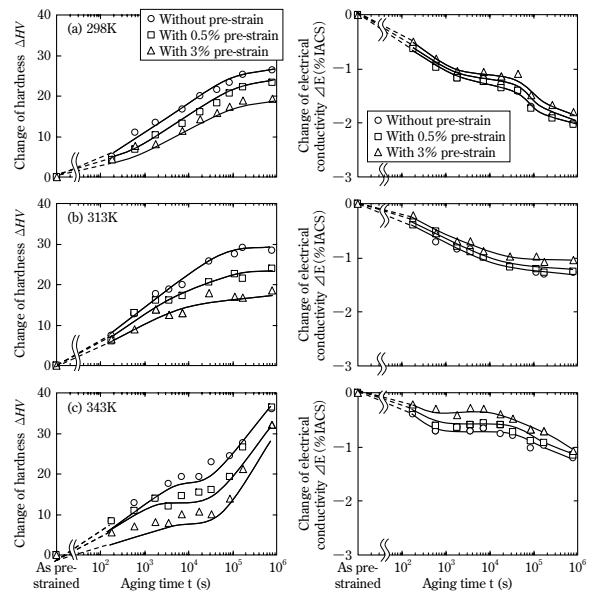 40
30
20
10
0
Change of hardness ΔHV
(a) 298K
Without pre-strain
With 0.5% pre-strain
With 3% pre-strain
0
−1
−2
−3
Change of electrical
conductivity ΔE (%IACS)
Without pre-strain
With 0.5% pre-strain
With 3% pre-strain
40
30
20
10
0
Change of hardness ΔHV
(b) 313K
0
−1
−2
−3
Change of electrical
conductivity ΔE (%IACS)
40
30
20
10
0
Change of hardness ΔHV
(c) 343K
As pre-
strained
10² 10³ 10⁴ 10⁵ 10⁶
Aging time t (s)
0
−1
−2
−3
Change of electrical
conductivity ΔE (%IACS)
As pre-
strained
10² 10³ 10⁴ 10⁵ 10⁶
Aging time t (s)